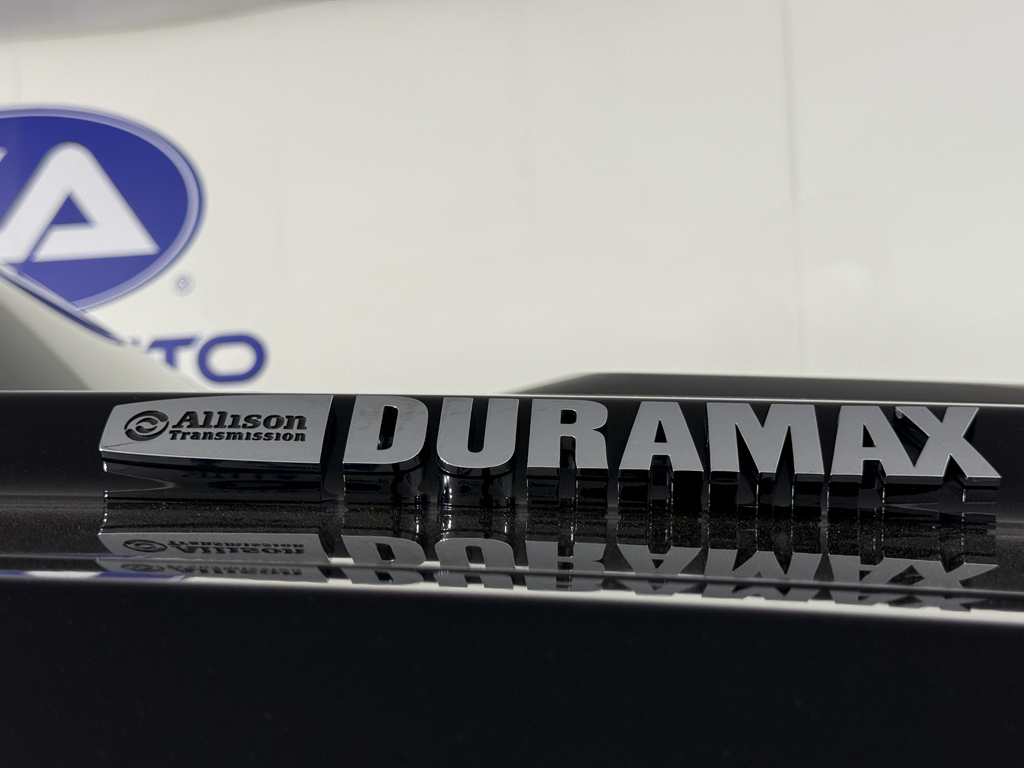 A
®
TO
Allison
Transmission
DURAMAX